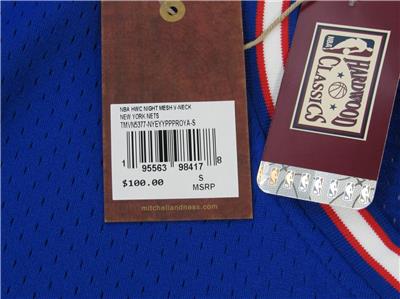 NBA HWC NIGHT MESH V-NECK
NEW YORK NETS
TMVN5377-NYEYYPPPROYA-S
1 95563 98417 8
$100.00
S
MSRP
mitchellandness.com
NBA
HARDWOOD
CLASSICS